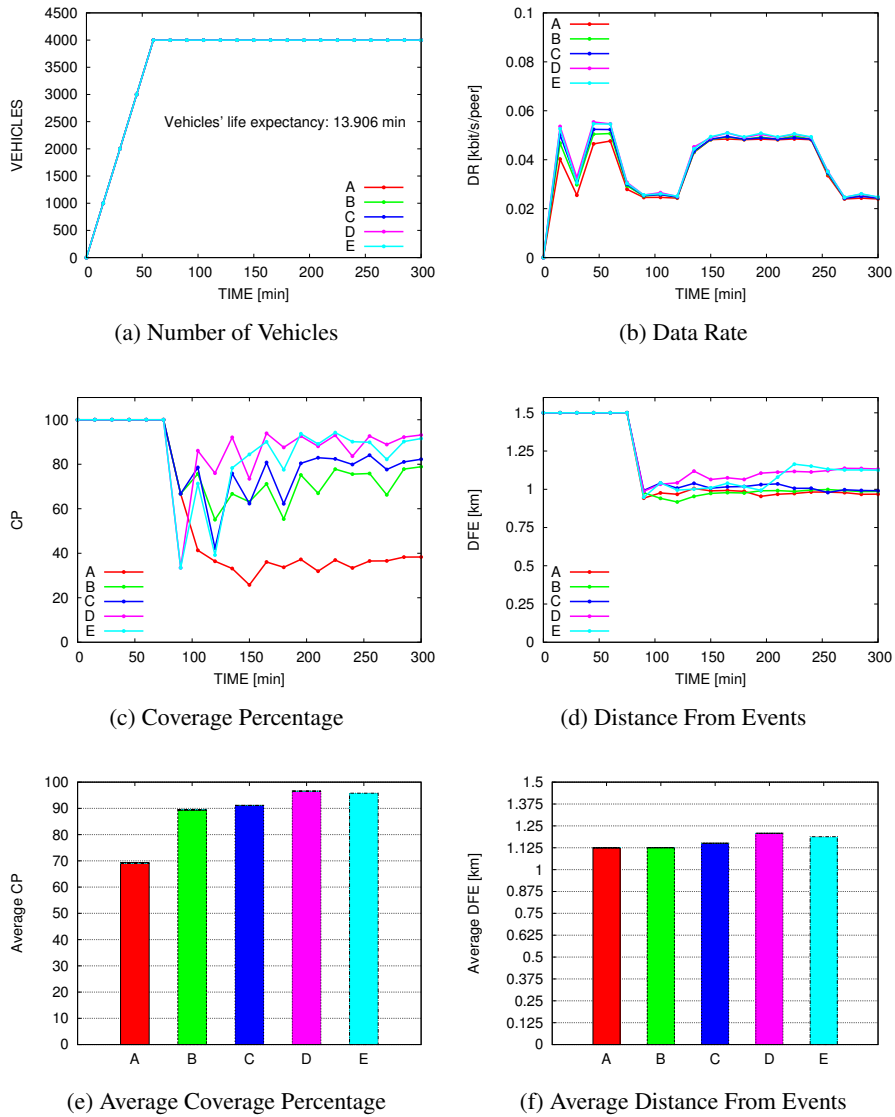 4000
4500
3500
3000
2500
2000
1500
1000
500
0
VEHICLES
Vehicles' life expectancy: 13.906 min
A
B
C
D
E
0 50 100 150 200 250 300
TIME [min]
(a) Number of Vehicles
0.1
0.08
0.06
0.04
0.02
0
DR [kbit/s/peer]
A
B
C
D
E
0 50 100 150 200 250 300
TIME [min]
(b) Data Rate
100
80
60
40
20
0
CP
A
B
C
D
E
0 50 100 150 200 250 300
TIME [min]
(c) Coverage Percentage
1.5
1.25
1
0.75
0.5
0.25
0
DFE [km]
A
B
C
D
E
0 50 100 150 200 250 300
TIME [min]
(d) Distance From Events
100
90
80
70
60
50
40
30
20
10
0
Average CP
A B C D E
(e) Average Coverage Percentage
1.5
1.375
1.25
1.125
1
0.875
0.75
0.625
0.5
0.375
0.25
0.125
0
Average DFE [km]
A B C D E
(f) Average Distance From Events